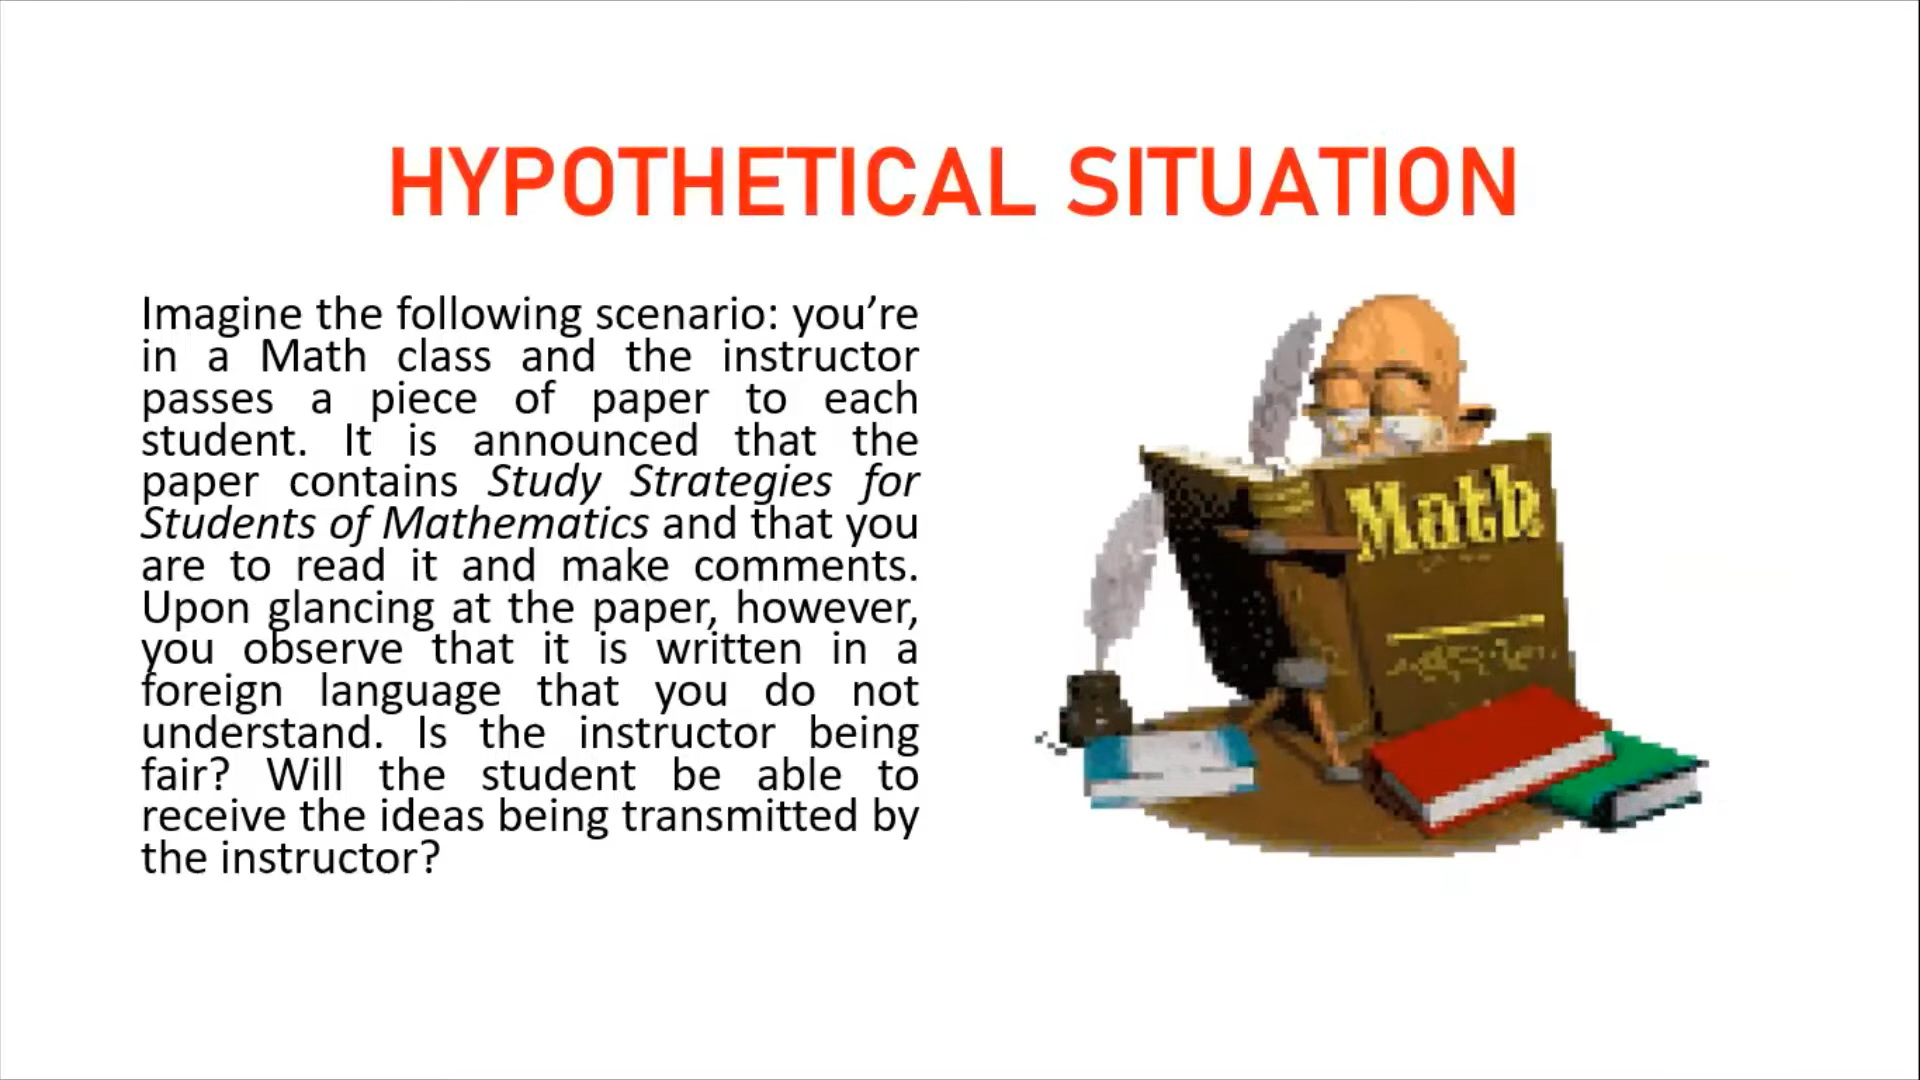 HYPOTHETICAL SITUATION
Imagine the following scenario: you’re
in a Math class and the instructor
passes a piece of paper to each
student. It is announced that the
paper contains Study Strategies for
Students of Mathematics and that you
are to read it and make comments.
Upon glancing at the paper, however,
you observe that it is written in a
foreign language that you do not
understand. Is the instructor being
fair? Will the student be able to
receive the ideas being transmitted by
the instructor?
Math